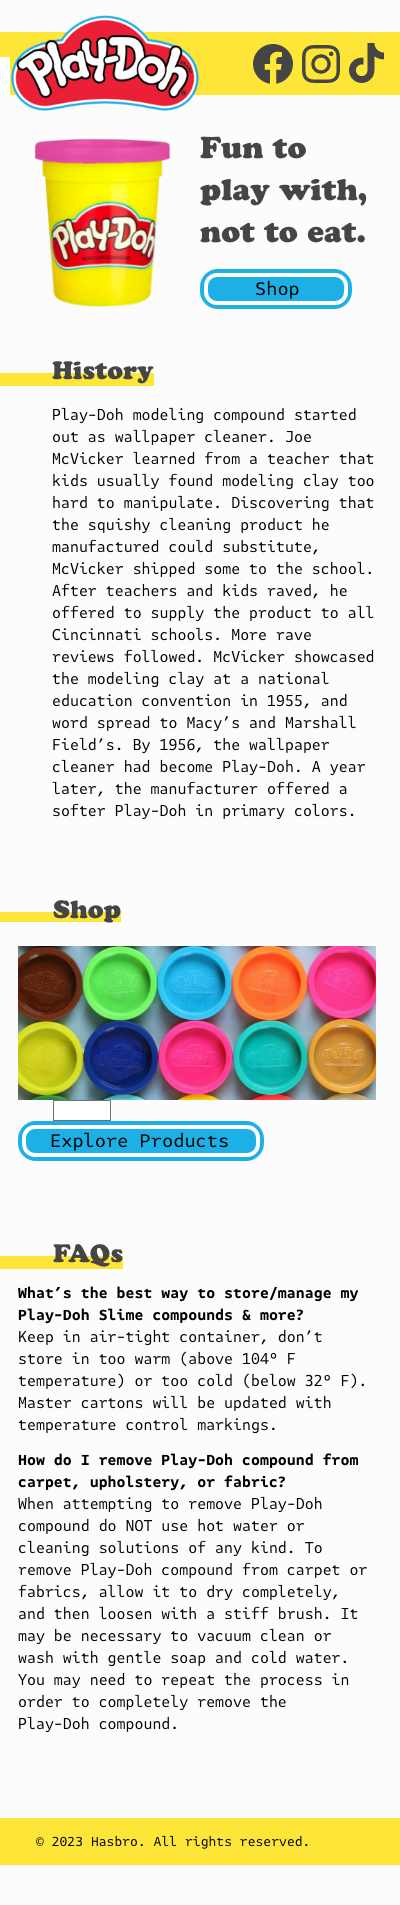 Play-Doh
Fun to
play with,
not to eat.
Play-Doh
Shop
History
Play-Doh modeling compound started
out as wallpaper cleaner. Joe
McVicker learned from a teacher that
kids usually found modeling clay too
hard to manipulate. Discovering that
the squishy cleaning product he
manufactured could substitute,
McVicker shipped some to the school.
After teachers and kids raved, he
offered to supply the product to all
Cincinnati schools. More rave
reviews followed. McVicker showcased
the modeling clay at a national
education convention in 1955, and
word spread to Macy’s and Marshall
Field’s. By 1956, the wallpaper
cleaner had become Play-Doh. A year
later, the manufacturer offered a
softer Play-Doh in primary colors.
Shop
Explore Products
FAQs
What’s the best way to store/manage my
Play-Doh Slime compounds & more?
Keep in air-tight container, don’t
store in too warm (above 104° F
temperature) or too cold (below 32° F).
Master cartons will be updated with
temperature control markings.
How do I remove Play-Doh compound from
carpet, upholstery, or fabric?
When attempting to remove Play-Doh
compound do NOT use hot water or
cleaning solutions of any kind. To
remove Play-Doh compound from carpet or
fabrics, allow it to dry completely,
and then loosen with a stiff brush. It
may be necessary to vacuum clean or
wash with gentle soap and cold water.
You may need to repeat the process in
order to completely remove the
Play-Doh compound.
© 2023 Hasbro. All rights reserved.